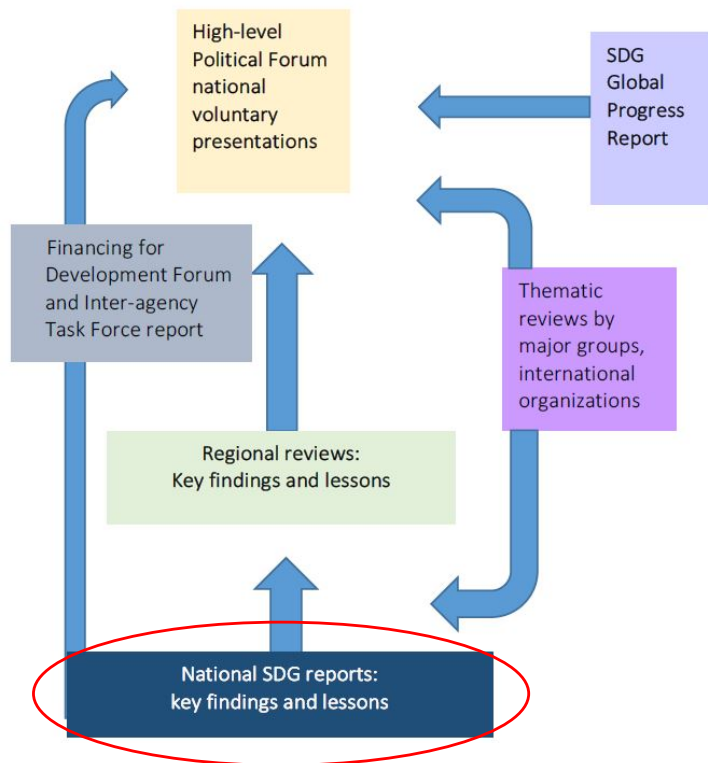 High-level
Political Forum
national
voluntary
presentations
SDG
Global
Progress
Report
Financing for
Development Forum
and Inter-agency
Task Force report
Thematic
reviews by
major groups,
international
organizations
Regional reviews:
Key findings and lessons
National SDG reports:
key findings and lessons